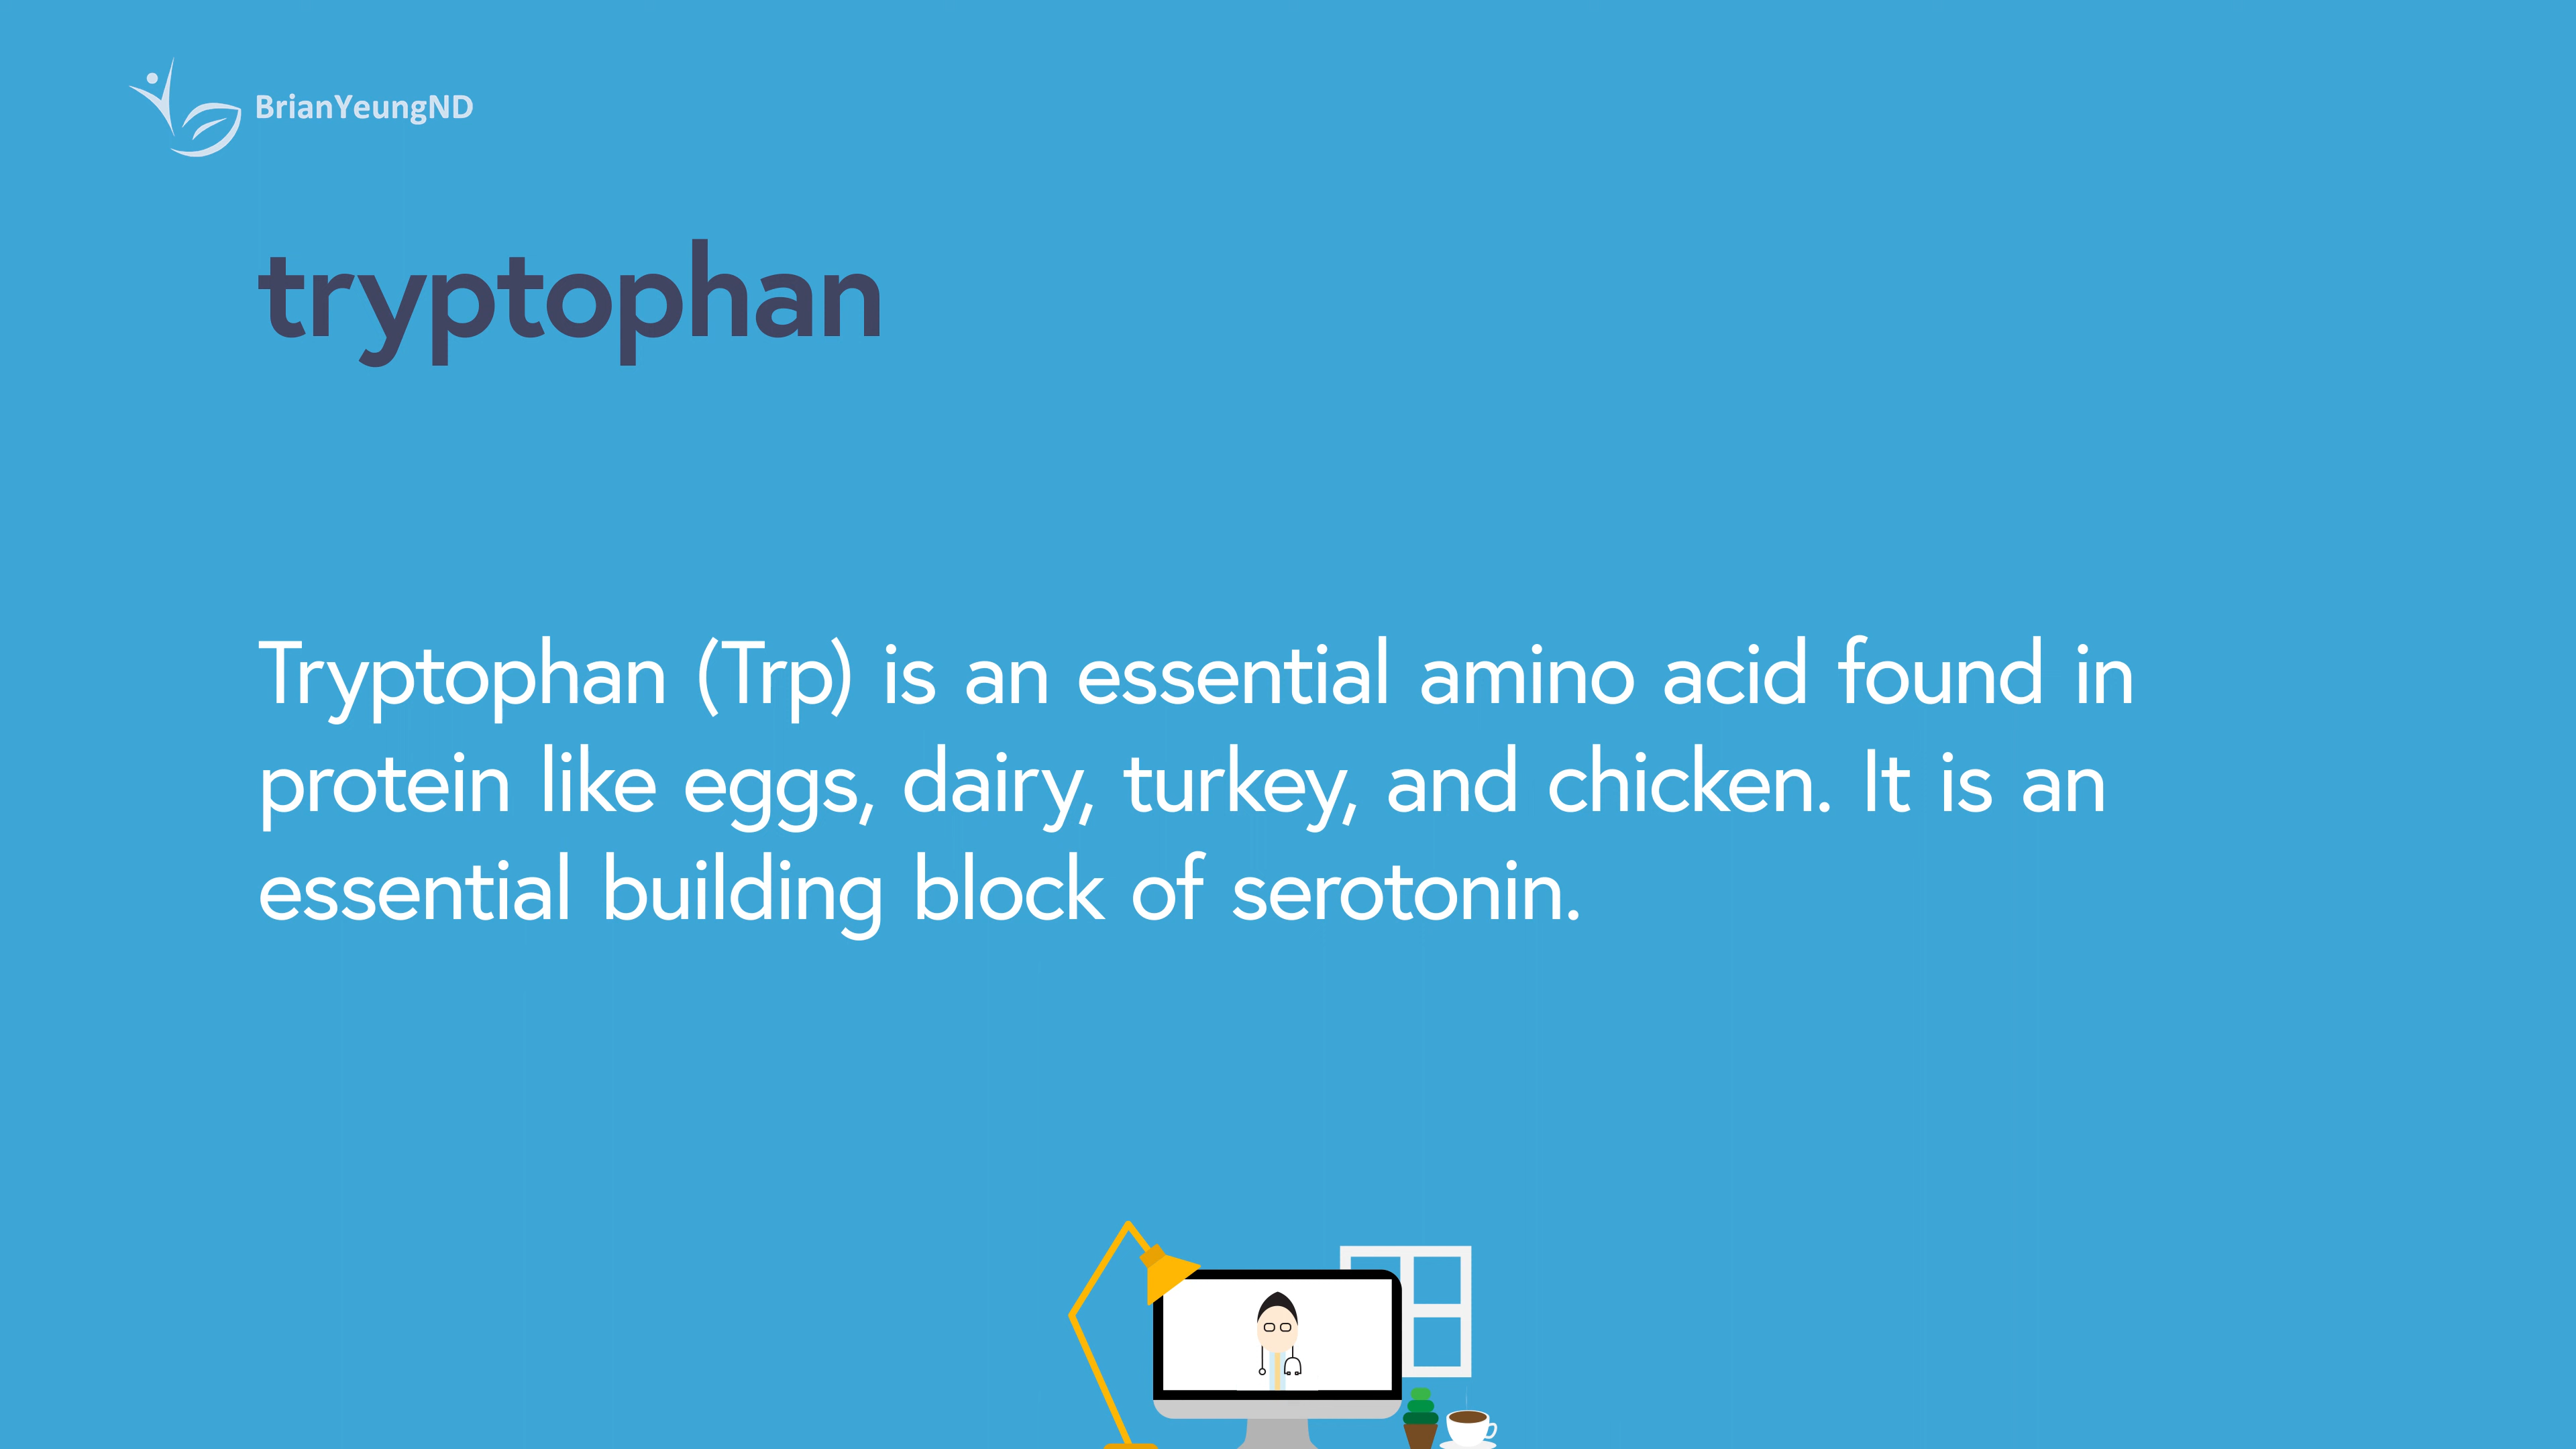 BrianYeungND
tryptophan
Tryptophan (Trp) is an essential amino acid found in
protein like eggs, dairy, turkey, and chicken. It is an
essential building block of serotonin.